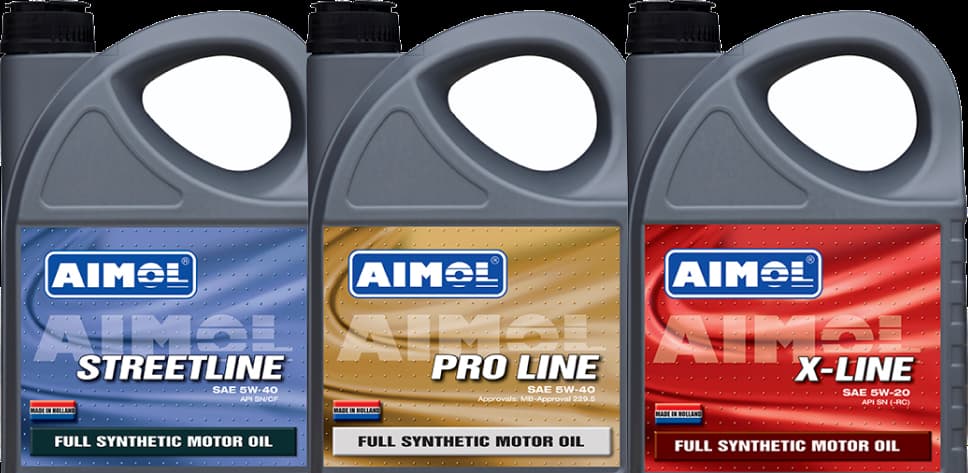 AIMOL®
AIMOL
STREETLINE
SAE 5W-40
API SN/CF
MADE IN HOLLAND
FULL SYNTHETIC MOTOR OIL
AIMOL®
AIMOL
PRO LINE
SAE 5W-40
Approvals: MB-Approval 229.5
MADE IN HOLLAND
FULL SYNTHETIC MOTOR OIL
AIMOL®
AIMOL
X-LINE
SAE 5W-20
API SN (-RC)
MADE IN HOLLAND
FULL SYNTHETIC MOTOR OIL